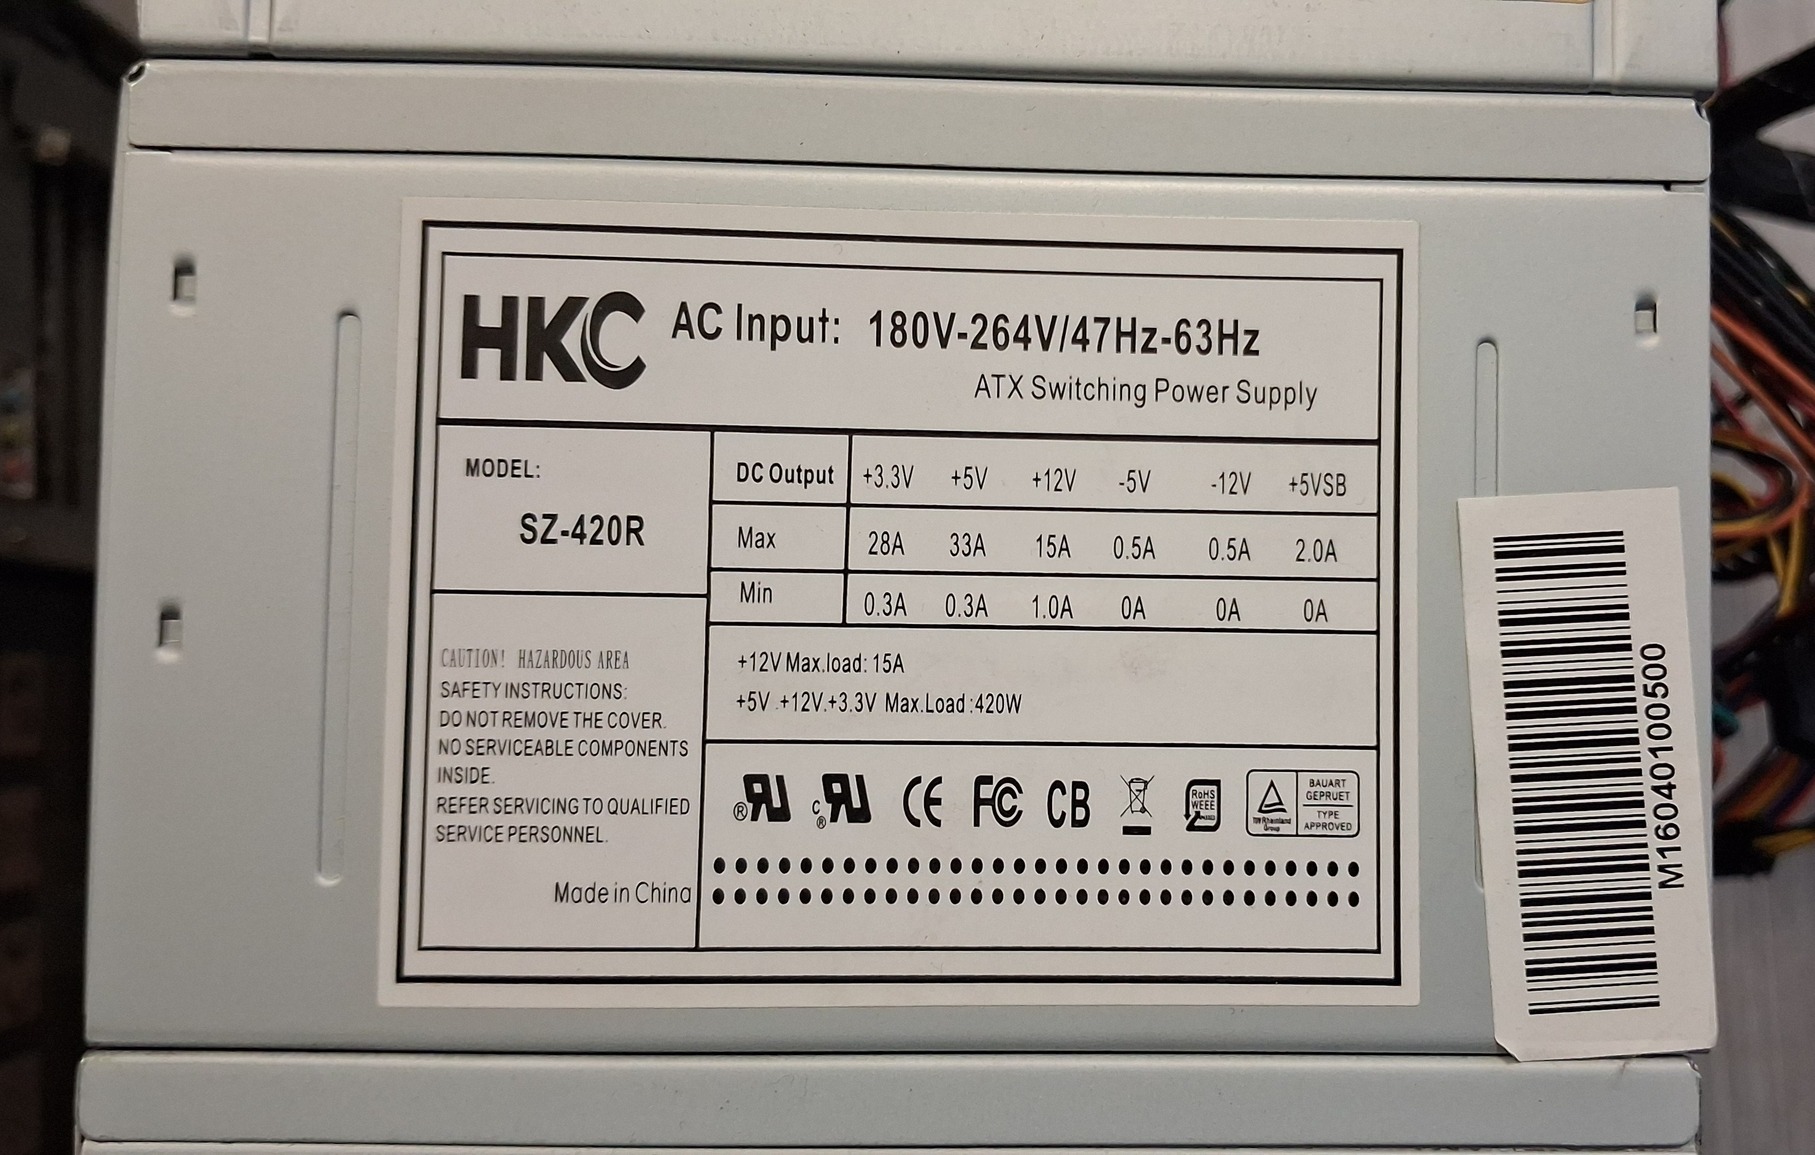 HKC
AC Input: 180V-264V/47Hz-63Hz
ATX Switching Power Supply
MODEL:
SZ-420R
DC Output +3.3V +5V +12V -5V -12V +5VSB
Max 28A 33A 15A 0.5A 0.5A 2.0A
Min 0.3A 0.3A 1.0A 0A 0A 0A
+12V Max.load: 15A
+5V .+12V.+3.3V Max.Load:420W
CAUTION! HAZARDOUS AREA
SAFETY INSTRUCTIONS:
DO NOT REMOVE THE COVER.
NO SERVICEABLE COMPONENTS
INSIDE.
REFER SERVICING TO QUALIFIED
SERVICE PERSONNEL.
Made in China
CE FC CB
RoHS
WEEE
TÜV Rheinland
Group
BAUART
GEPRUET
TYPE
APPROVED
M16040100500